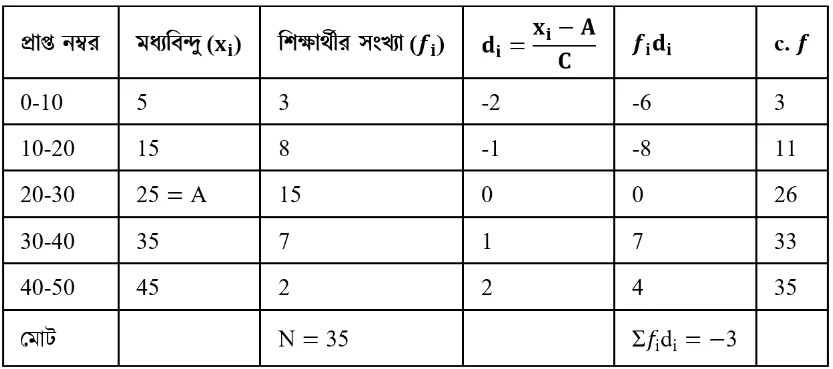 প্রাপ্ত নম্বর মধ্যবিন্দু (xᵢ) শিক্ষার্থীর সংখ্যা (𝒇ᵢ) dᵢ = (xᵢ − A)/C 𝒇ᵢdᵢ c. 𝒇
0-10 5 3 -2 -6 3
10-20 15 8 -1 -8 11
20-30 25 = A 15 0 0 26
30-40 35 7 1 7 33
40-50 45 2 2 4 35
মোট N = 35 Σ𝑓ᵢdᵢ = −3